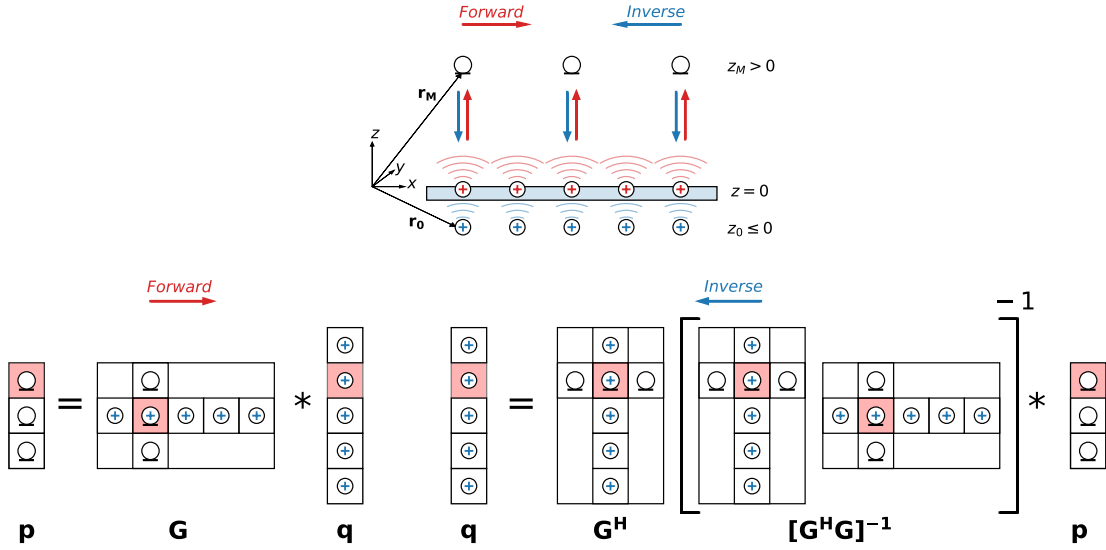 Forward Inverse
z_M > 0
r_M
z
y
x
z = 0
r_0
z_0 ≤ 0
Forward Inverse
− 1
= * = *
p G q q G^H [G^H G]^{−1} p